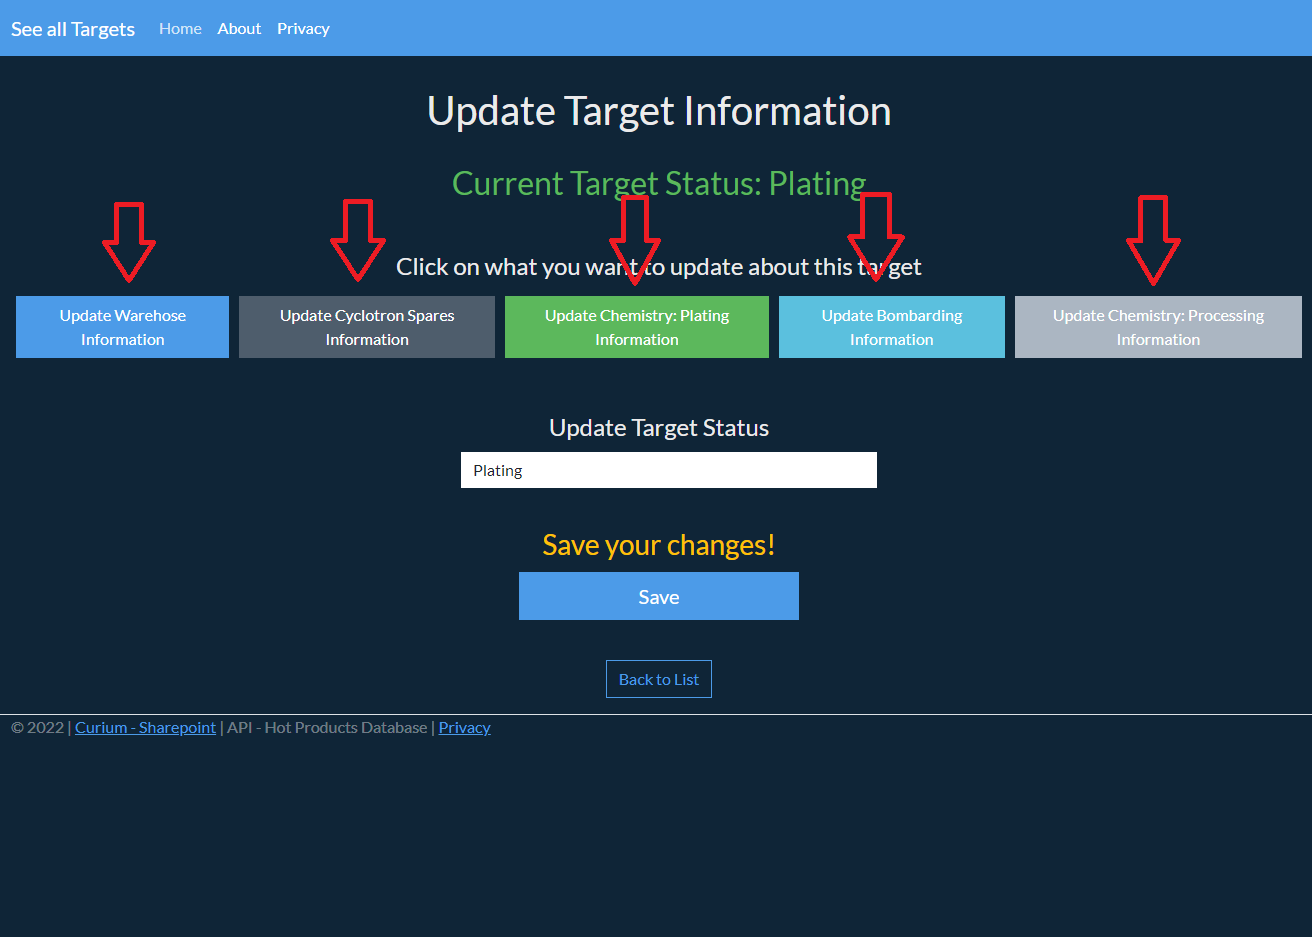 See all Targets Home About Privacy
Update Target Information
Current Target Status: Plating
Click on what you want to update about this target
Update Warehose
Information
Update Cyclotron Spares
Information
Update Chemistry: Plating
Information
Update Bombarding
Information
Update Chemistry: Processing
Information
Update Target Status
Plating
Save your changes!
Save
Back to List
© 2022 | Curium - Sharepoint | API - Hot Products Database | Privacy